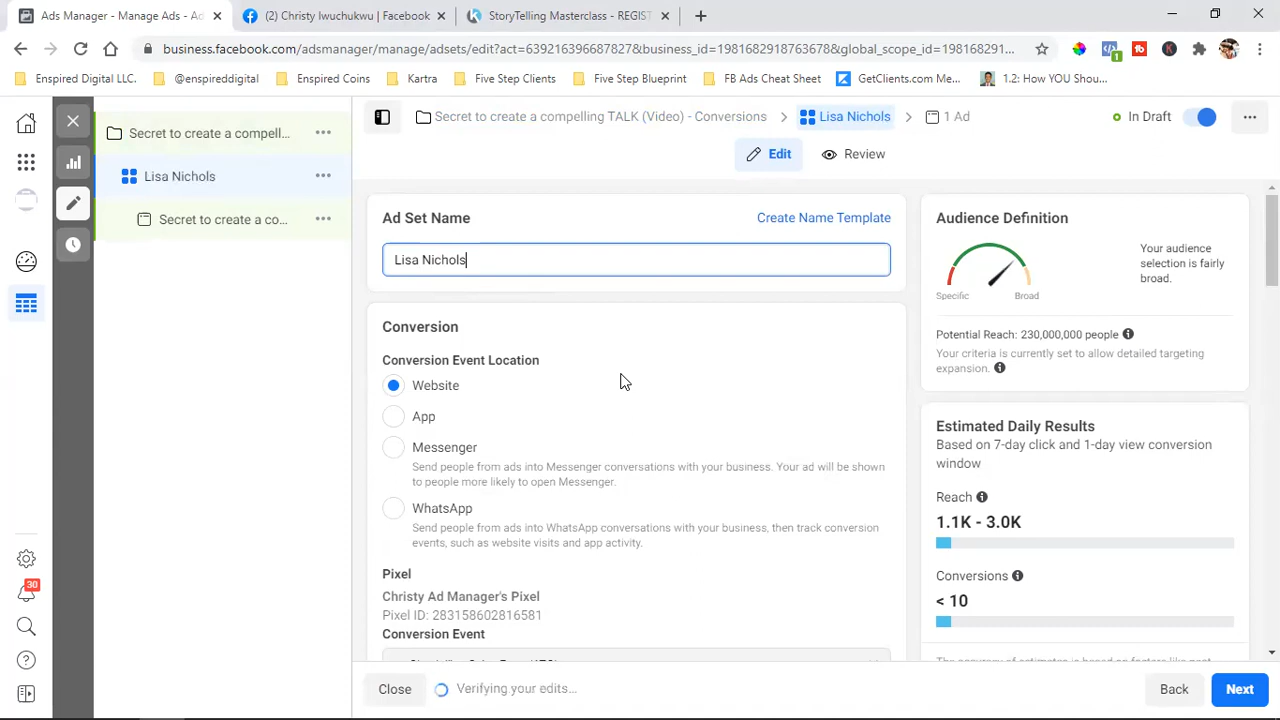 Ads Manager - Manage Ads - Ads
(2) Christy Iwuchukwu | Facebook
StoryTelling Masterclass - REGIST
business.facebook.com/adsmanager/manage/assets/edit?act=639216396687827&business_id=1981582918763678&global_scope_id=198168291...
1
Enspired Digital LLC.
@enspireddigital
Enspired Coins
Kartra
Five Step Clients
Five Step Blueprint
FB Ads Cheat Sheet
GetClients.com Me...
1.2: How YOU Shou...
Secret to create a compell...
Lisa Nichols
Secret to create a co...
Secret to create a compelling TALK (Video) - Conversions
Lisa Nichols
1 Ad
In Draft
Edit
Review
Ad Set Name
Create Name Template
Lisa Nichols
Conversion
Conversion Event Location
Website
App
Messenger
Send people from ads into Messenger conversations with your business. Your ad will be shown
to people more likely to open Messenger.
WhatsApp
Send people from ads into WhatsApp conversations with your business, then track conversion
events, such as website visits and app activity.
Pixel
Christy Ad Manager's Pixel
Pixel ID: 283158602816581
Conversion Event
Audience Definition
Your audience
selection is fairly
broad.
Specific
Broad
Potential Reach: 230,000,000 people
Your criteria is currently set to allow detailed targeting
expansion.
Estimated Daily Results
Based on 7-day click and 1-day view conversion
window
Reach
1.1K - 3.0K
Conversions
< 10
30
Close
Verifying your edits...
Back
Next